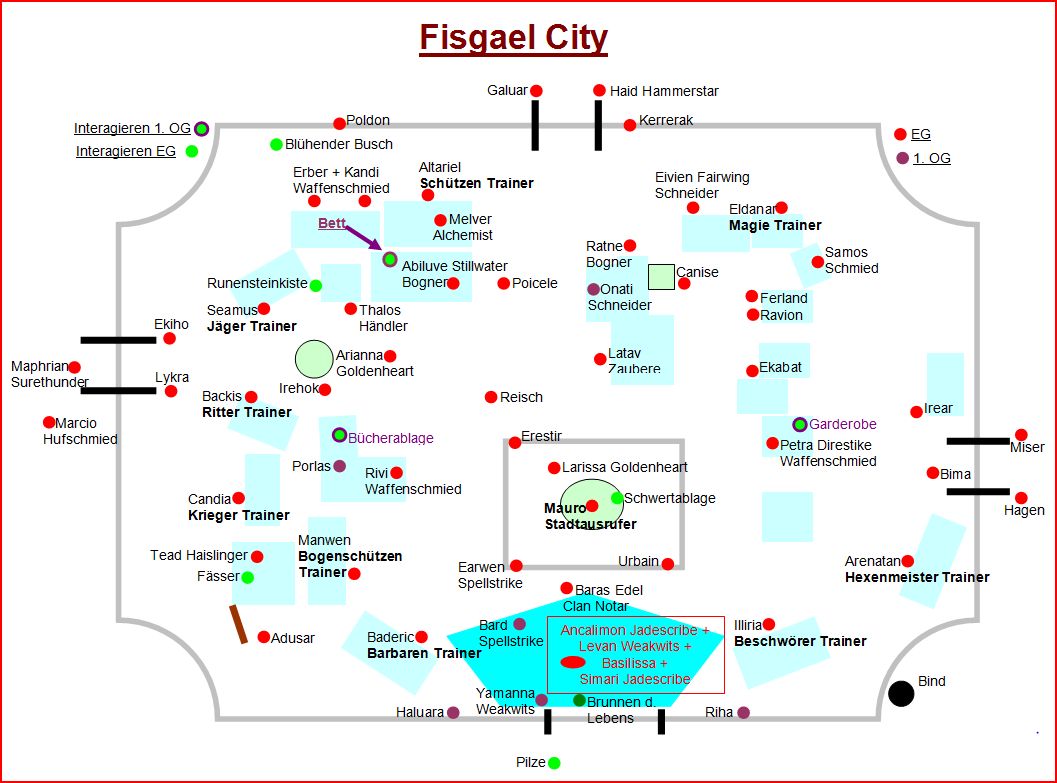 Fisgael City
Galuar
Haid Hammerstar
Poldon
Kerrerak
Interagieren 1. OG
Interagieren EG
EG
1. OG
Blühender Busch
Erber + Kandi
Waffenschmied
Altariel
Schützen Trainer
Eivien Fairwing
Schneider
Bett
Melver
Alchemist
Eldanar
Magie Trainer
Ratne
Bogner
Samos
Schmied
Abiluve Stillwater
Bogner
Poicele
Canise
Runensteinkiste
Onati
Schneider
Ferland
Ravion
Seamus
Jäger Trainer
Thalos
Händler
Ekiho
Arianna
Goldenheart
Latav
Zaubere
Maphrian
Surethunder
Lykra
Irehok
Ekabat
Backis
Ritter Trainer
Reisch
Irear
Marcio
Hufschmied
Bücherablage
Erestir
Garderobe
Petra Direstike
Waffenschmied
Miser
Porlas
Rivi
Waffenschmied
Larissa Goldenheart
Bima
Candia
Krieger Trainer
Schwertablage
Mauro
Stadtausrufer
Hagen
Manwen
Bogenschützen
Trainer
Tead Haislinger
Fässer
Earwen
Spellstrike
Urbain
Arenatan
Hexenmeister Trainer
Baras Edel
Clan Notar
Adusar
Baderic
Barbaren Trainer
Bard
Spellstrike
Ancalimon Jadescribe +
Levan Weakwits +
Basilissa +
Simari Jadescribe
Illiria
Beschwörer Trainer
Bind
Yamanna
Weakwits
Brunnen d.
Lebens
Haluara
Riha
Pilze